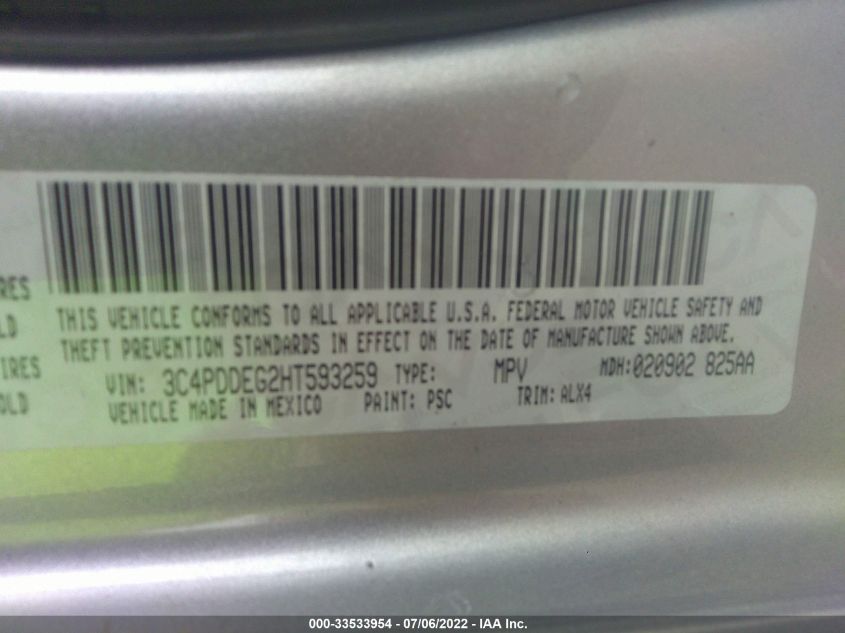 RES
LD
IRES
OLD
THIS VEHICLE CONFORMS TO ALL APPLICABLE U.S.A. FEDERAL MOTOR VEHICLE SAFETY AND
THEFT PREVENTION STANDARDS IN EFFECT ON THE DATE OF MANUFACTURE SHOWN ABOVE.
VIN: 3C4PDDEG2HT593259 TYPE: MPV MDH:020902 825AA
VEHICLE MADE IN MEXICO PAINT: PSC TRIM: ALX4
000-33533954 - 07/06/2022 - IAA Inc.